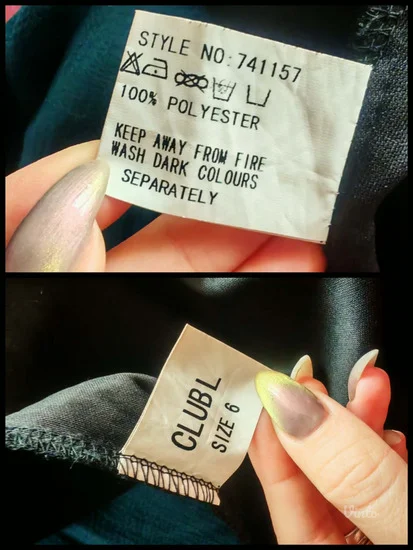 STYLE NO: 741157
100% POLYESTER
KEEP AWAY FROM FIRE
WASH DARK COLOURS
SEPARATELY
CLUBL
SIZE 6